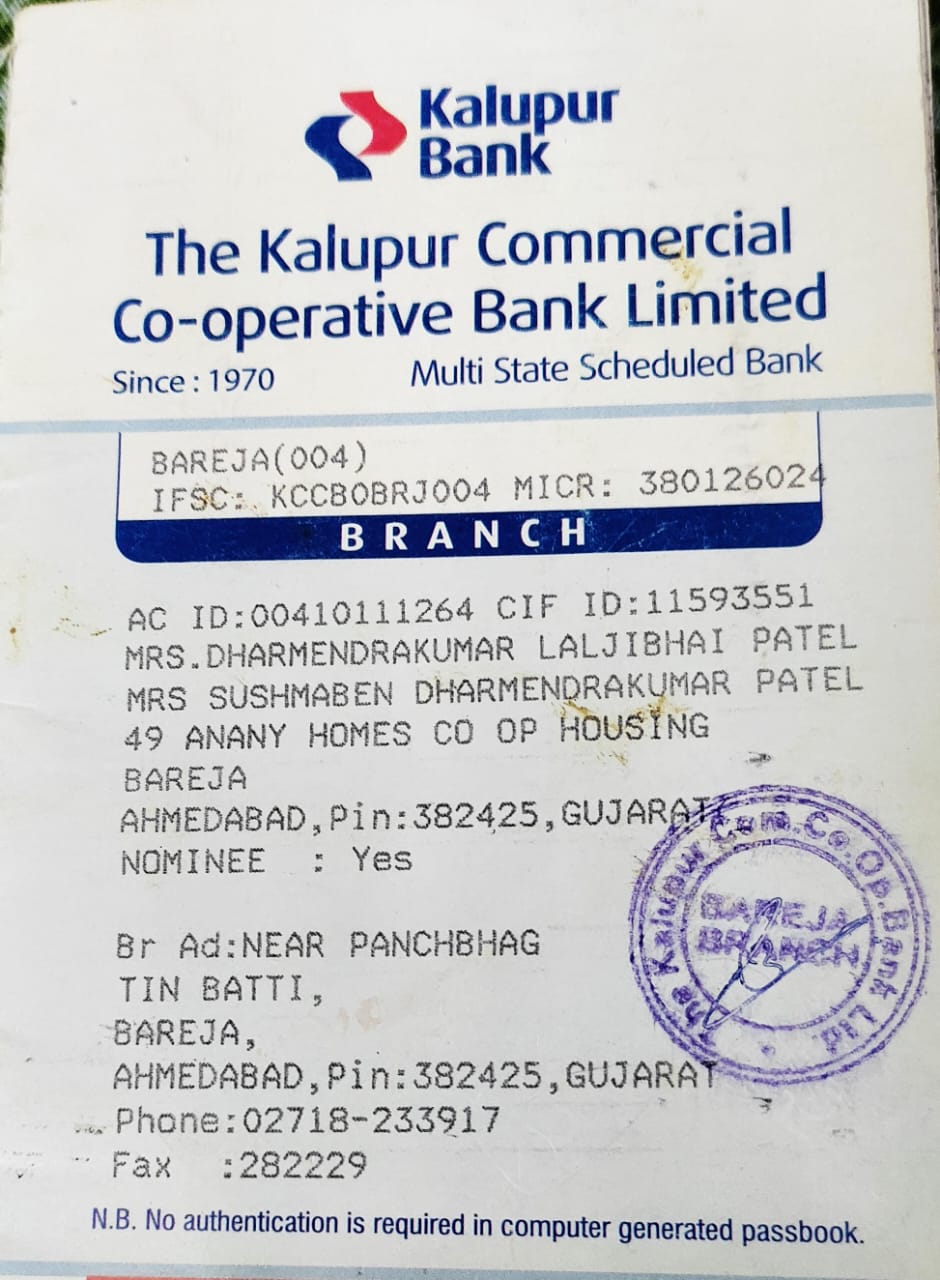 Kalupur
Bank
The Kalupur Commercial
Co-operative Bank Limited
Since : 1970 Multi State Scheduled Bank
BAREJA(004)
IFSC: KCCB0BRJ004 MICR: 380126024
BRANCH
AC ID:00410111264 CIF ID:11593551
MRS.DHARMENDRAKUMAR LALJIBHAI PATEL
MRS SUSHMABEN DHARMENDRAKUMAR PATEL
49 ANANY HOMES CO OP HOUSING
BAREJA
AHMEDABAD,Pin:382425,GUJARAT
NOMINEE : Yes
The Kalupur Com.Co.Op.Bank Ltd.
BAREJA
BRANCH
Br Ad:NEAR PANCHBHAG
TIN BATTI,
BAREJA,
AHMEDABAD,Pin:382425,GUJARAT
Phone:02718-233917
Fax :282229
N.B. No authentication is required in computer generated passbook.